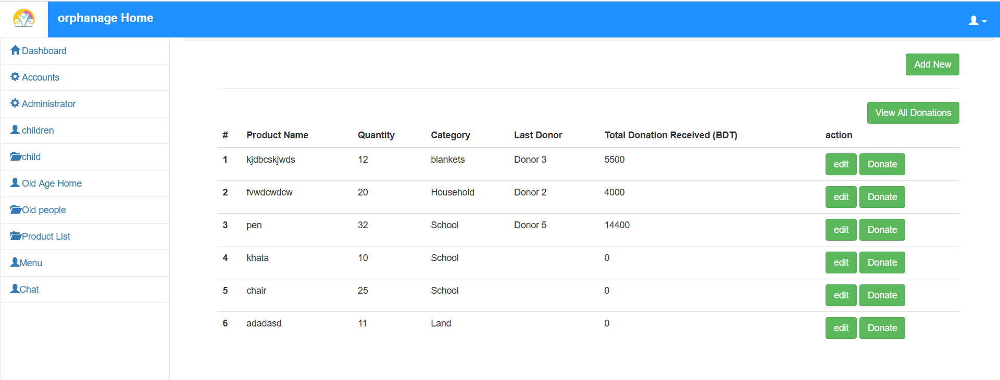 orphanage Home
Dashboard
Accounts
Administrator
children
child
Old Age Home
Old people
Product List
Menu
Chat
Add New
View All Donations
# Product Name Quantity Category Last Donor Total Donation Received (BDT) action
1 kjdbcskjwds 12 blankets Donor 3 5500 edit Donate
2 fvwdcwdcw 20 Household Donor 2 4000 edit Donate
3 pen 32 School Donor 5 14400 edit Donate
4 khata 10 School 0 edit Donate
5 chair 25 School 0 edit Donate
6 adadasd 11 Land 0 edit Donate